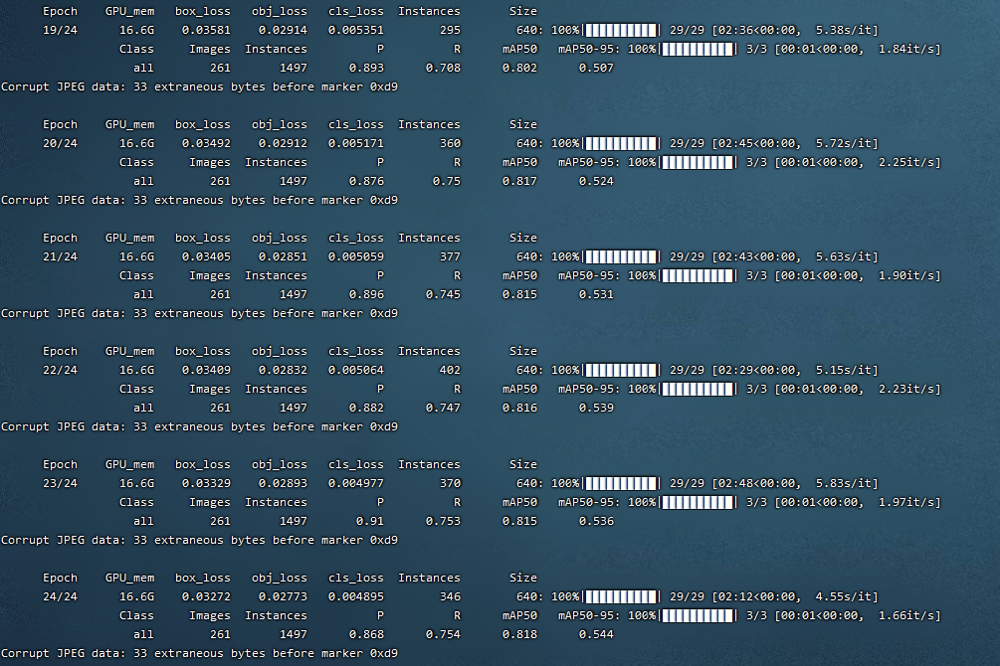 Epoch GPU_mem box_loss obj_loss cls_loss Instances Size
19/24 16.6G 0.03581 0.02914 0.005351 295 640: 100%|██████████| 29/29 [02:36<00:00, 5.38s/it]
Class Images Instances P R mAP50 mAP50-95: 100%|██████████| 3/3 [00:01<00:00, 1.84it/s]
all 261 1497 0.893 0.708 0.802 0.507
Corrupt JPEG data: 33 extraneous bytes before marker 0xd9
Epoch GPU_mem box_loss obj_loss cls_loss Instances Size
20/24 16.6G 0.03492 0.02912 0.005171 360 640: 100%|██████████| 29/29 [02:45<00:00, 5.72s/it]
Class Images Instances P R mAP50 mAP50-95: 100%|██████████| 3/3 [00:01<00:00, 2.25it/s]
all 261 1497 0.876 0.75 0.817 0.524
Corrupt JPEG data: 33 extraneous bytes before marker 0xd9
Epoch GPU_mem box_loss obj_loss cls_loss Instances Size
21/24 16.6G 0.03405 0.02851 0.005059 377 640: 100%|██████████| 29/29 [02:43<00:00, 5.63s/it]
Class Images Instances P R mAP50 mAP50-95: 100%|██████████| 3/3 [00:01<00:00, 1.90it/s]
all 261 1497 0.896 0.745 0.815 0.531
Corrupt JPEG data: 33 extraneous bytes before marker 0xd9
Epoch GPU_mem box_loss obj_loss cls_loss Instances Size
22/24 16.6G 0.03409 0.02832 0.005064 402 640: 100%|██████████| 29/29 [02:29<00:00, 5.15s/it]
Class Images Instances P R mAP50 mAP50-95: 100%|██████████| 3/3 [00:01<00:00, 2.23it/s]
all 261 1497 0.882 0.747 0.816 0.539
Corrupt JPEG data: 33 extraneous bytes before marker 0xd9
Epoch GPU_mem box_loss obj_loss cls_loss Instances Size
23/24 16.6G 0.03329 0.02893 0.004977 370 640: 100%|██████████| 29/29 [02:48<00:00, 5.83s/it]
Class Images Instances P R mAP50 mAP50-95: 100%|██████████| 3/3 [00:01<00:00, 1.97it/s]
all 261 1497 0.91 0.753 0.815 0.536
Corrupt JPEG data: 33 extraneous bytes before marker 0xd9
Epoch GPU_mem box_loss obj_loss cls_loss Instances Size
24/24 16.6G 0.03272 0.02773 0.004895 346 640: 100%|██████████| 29/29 [02:12<00:00, 4.55s/it]
Class Images Instances P R mAP50 mAP50-95: 100%|██████████| 3/3 [00:01<00:00, 1.66it/s]
all 261 1497 0.868 0.754 0.818 0.544
Corrupt JPEG data: 33 extraneous bytes before marker 0xd9